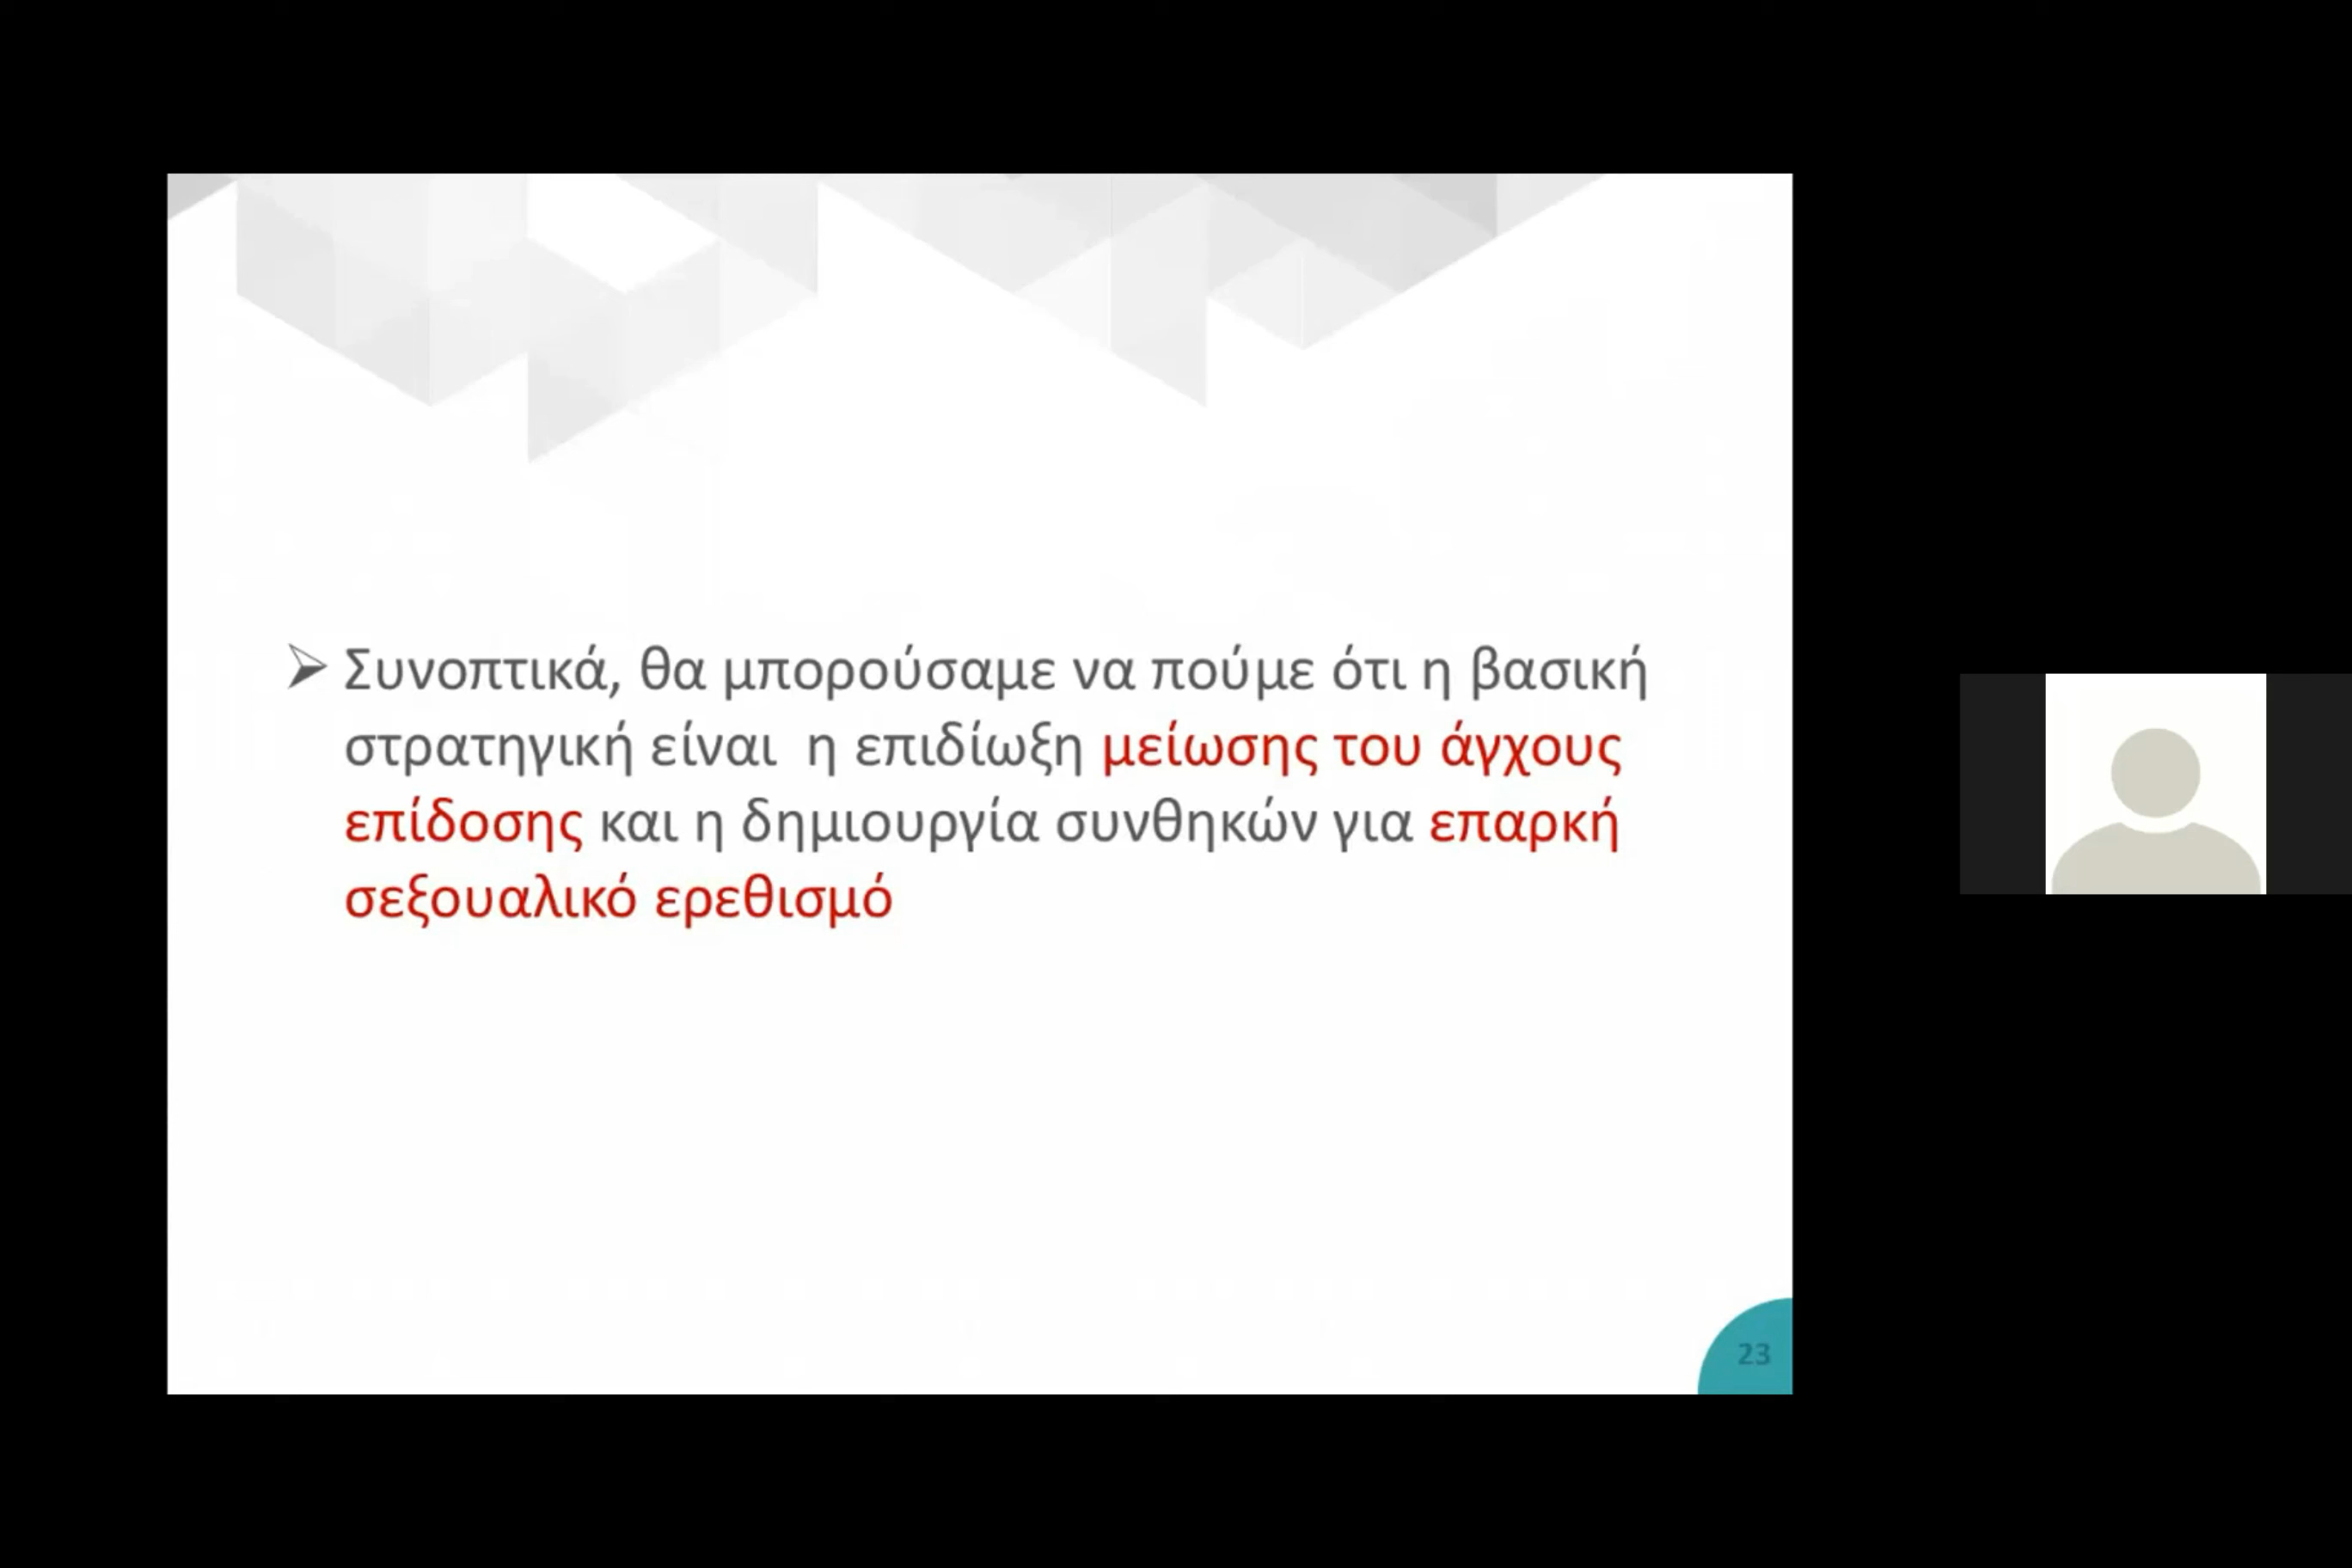 Συνοπτικά, θα μπορούσαμε να πούμε ότι η βασική
στρατηγική είναι  η επιδίωξη μείωσης του άγχους
επίδοσης και η δημιουργία συνθηκών για επαρκή
σεξουαλικό ερεθισμό
23